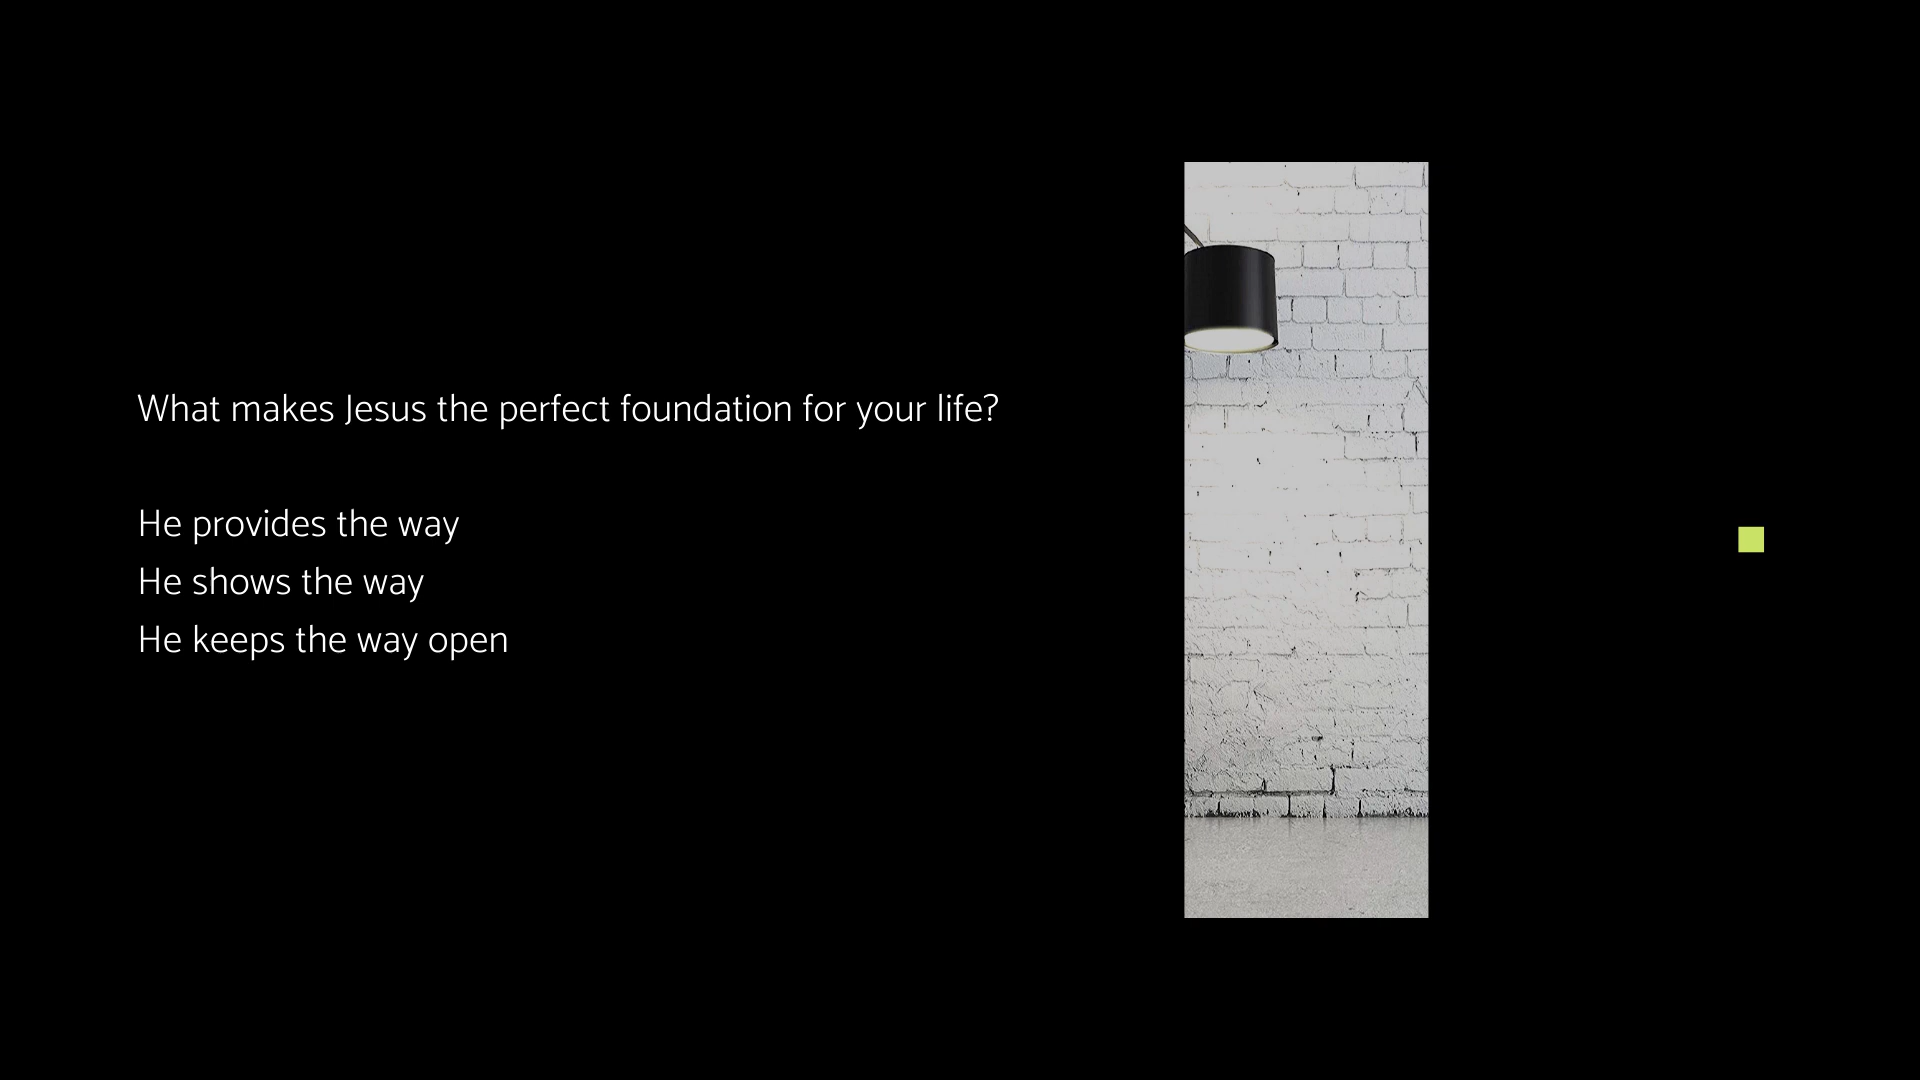 What makes Jesus the perfect foundation for your life?
He provides the way
He shows the way
He keeps the way open